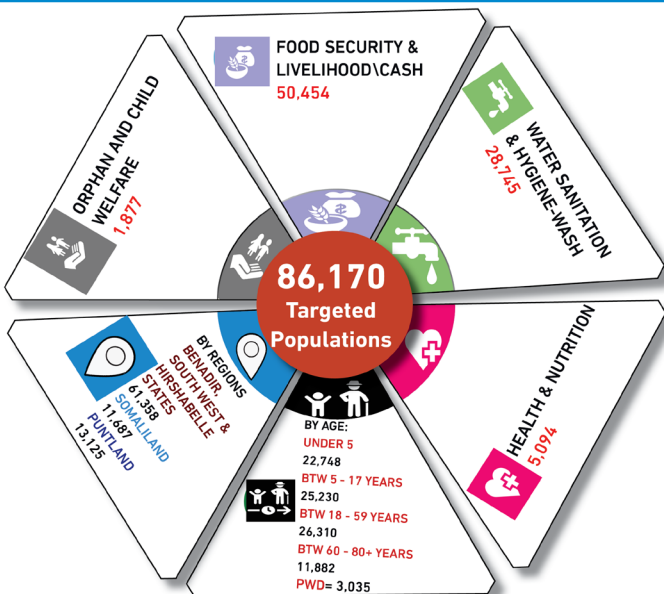 FOOD SECURITY &
LIVELIHOOD\CASH
50,454
WATER SANITATION
& HYGIENE-WASH
28,745
HEALTH & NUTRITION
5,094
BY AGE:
UNDER 5
22,748
BTW 5 - 17 YEARS
25,230
BTW 18 - 59 YEARS
26,310
BTW 60 - 80+ YEARS
11,882
PWD= 3,035
BY REGIONS
BENADIR,
SOUTH WEST &
HIRSHABELLE
STATES
61,358
SOMALILAND
11,687
PUNTLAND
13,125
ORPHAN AND CHILD
WELFARE
1,877
86,170
Targeted
Populations
$
$